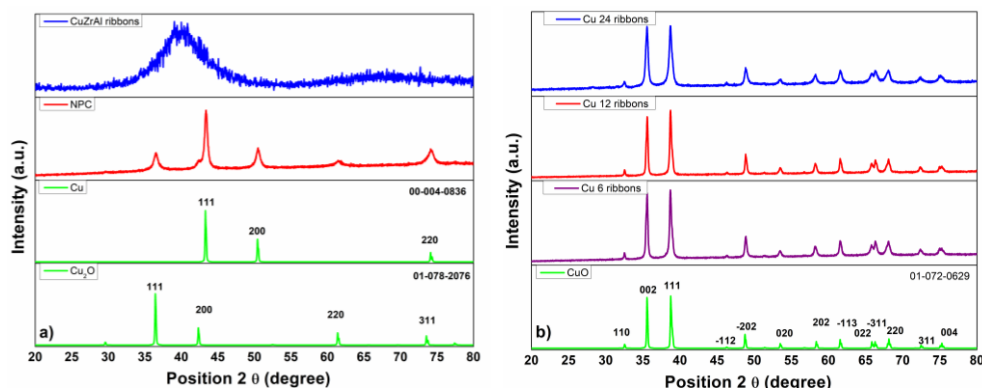 CuZrAl ribbons
NPC
Cu
00-004-0836
111
200
220
Cu₂O
01-078-2076
111
200
220
311
a)
20 25 30 35 40 45 50 55 60 65 70 75 80
Position 2 θ (degree)
Intensity (a.u.)
Cu 24 ribbons
Cu 12 ribbons
Cu 6 ribbons
CuO
01-072-0629
110
002
111
-112
-202
020
202
-113
022
-311
220
311
004
b)
20 25 30 35 40 45 50 55 60 65 70 75 80
Position 2 θ (degree)
Intensity (a.u.)